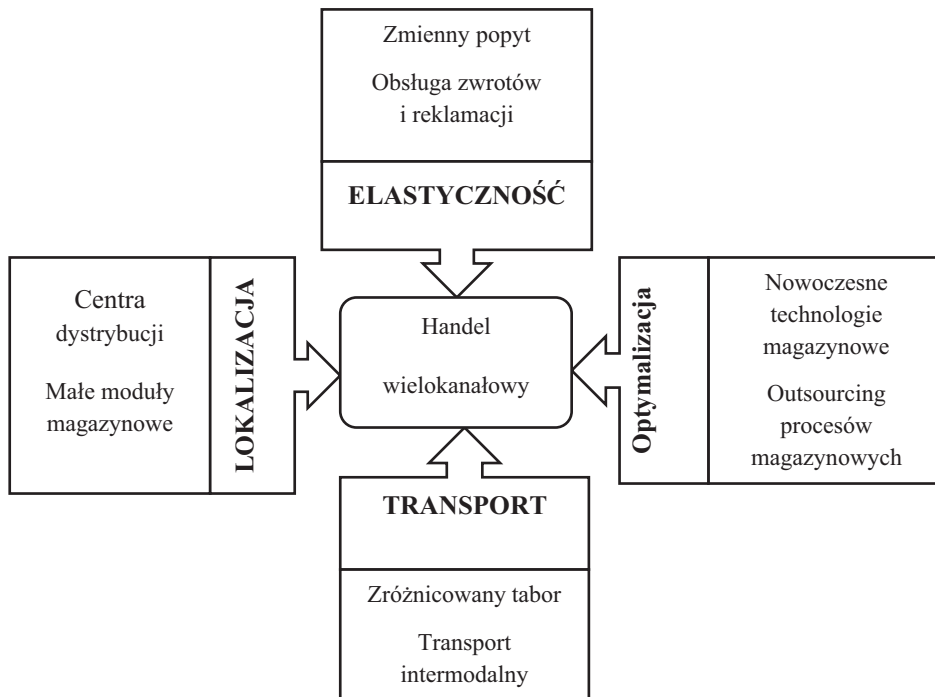 Zmienny popyt
Obsługa zwrotów
i reklamacji
ELASTYCZNOŚĆ
Centra
dystrybucji
Małe moduły
magazynowe
LOKALIZACJA
Handel
wielokanałowy
Optymalizacja
Nowoczesne
technologie
magazynowe
Outsourcing
procesów
magazynowych
TRANSPORT
Zróżnicowany tabor
Transport
intermodalny